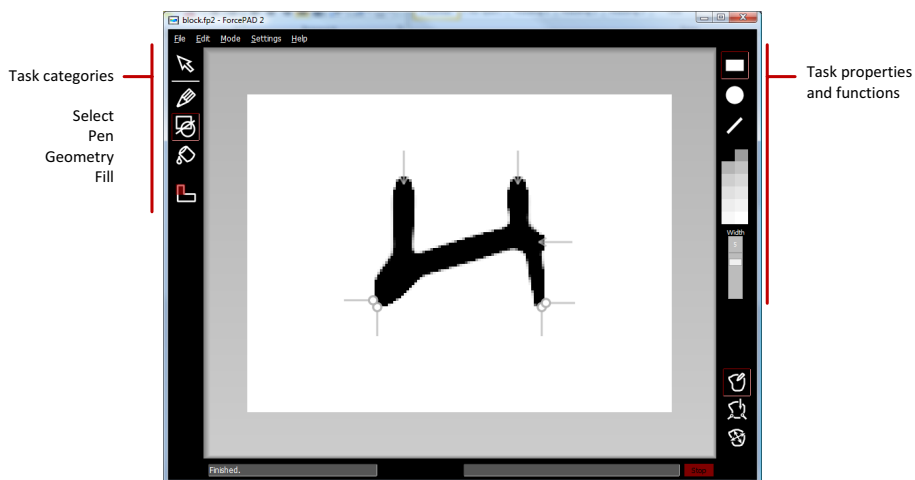 block.fp2 - ForcePAD 2
File Edit Mode Settings Help
Task categories
Select
Pen
Geometry
Fill
Task properties
and functions
Width
Finished.
Stop